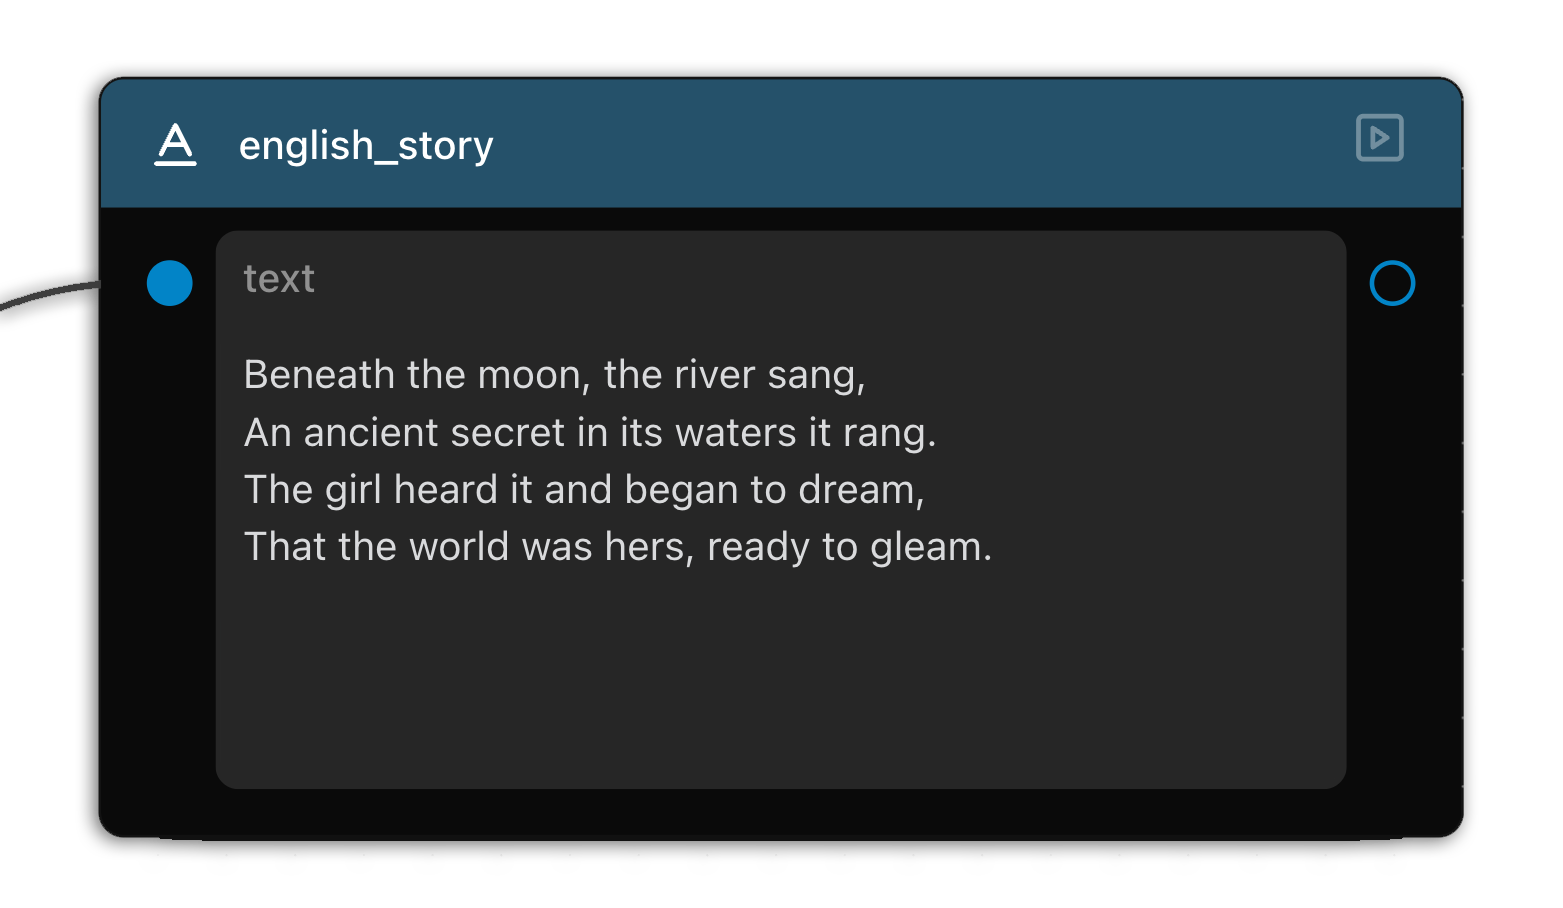 english_story
text
Beneath the moon, the river sang,
An ancient secret in its waters it rang.
The girl heard it and began to dream,
That the world was hers, ready to gleam.